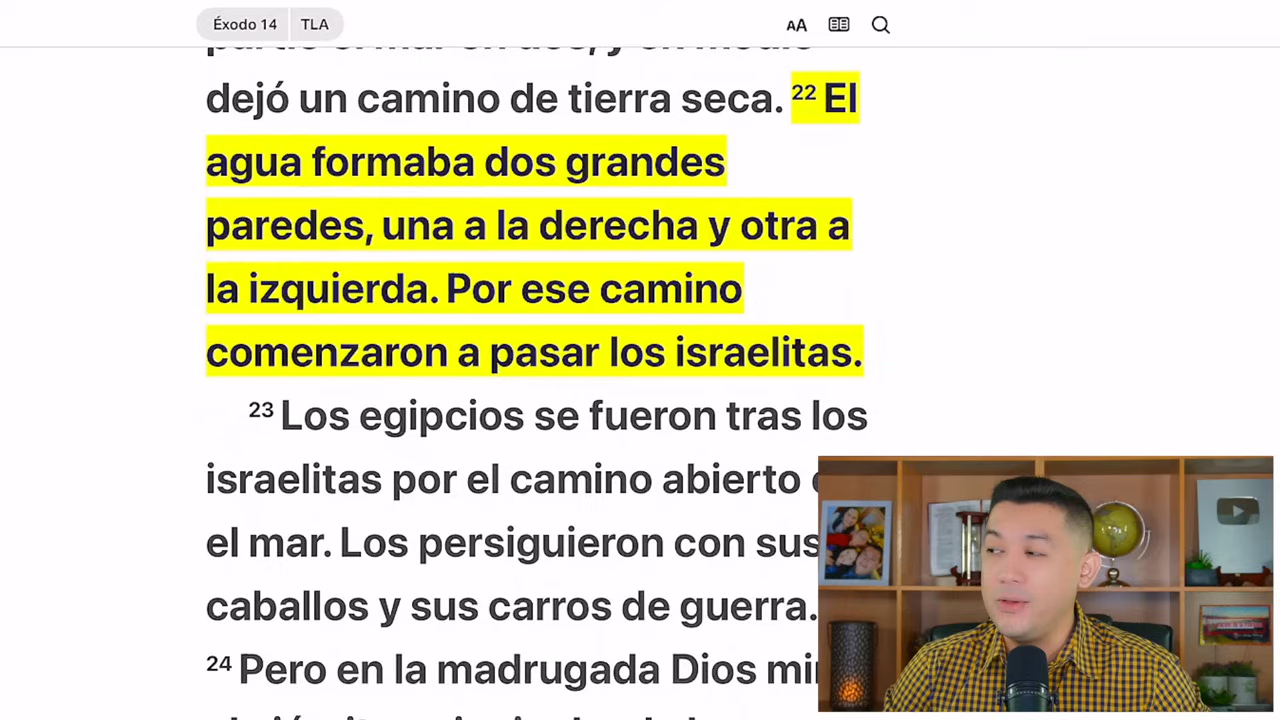 Éxodo 14 TLA
AA
dejó un camino de tierra seca. 22 El
agua formaba dos grandes
paredes, una a la derecha y otra a
la izquierda. Por ese camino
comenzaron a pasar los israelitas.
23 Los egipcios se fueron tras los
israelitas por el camino abierto
el mar. Los persiguieron con sus
caballos y sus carros de guerra.
24 Pero en la madrugada Dios